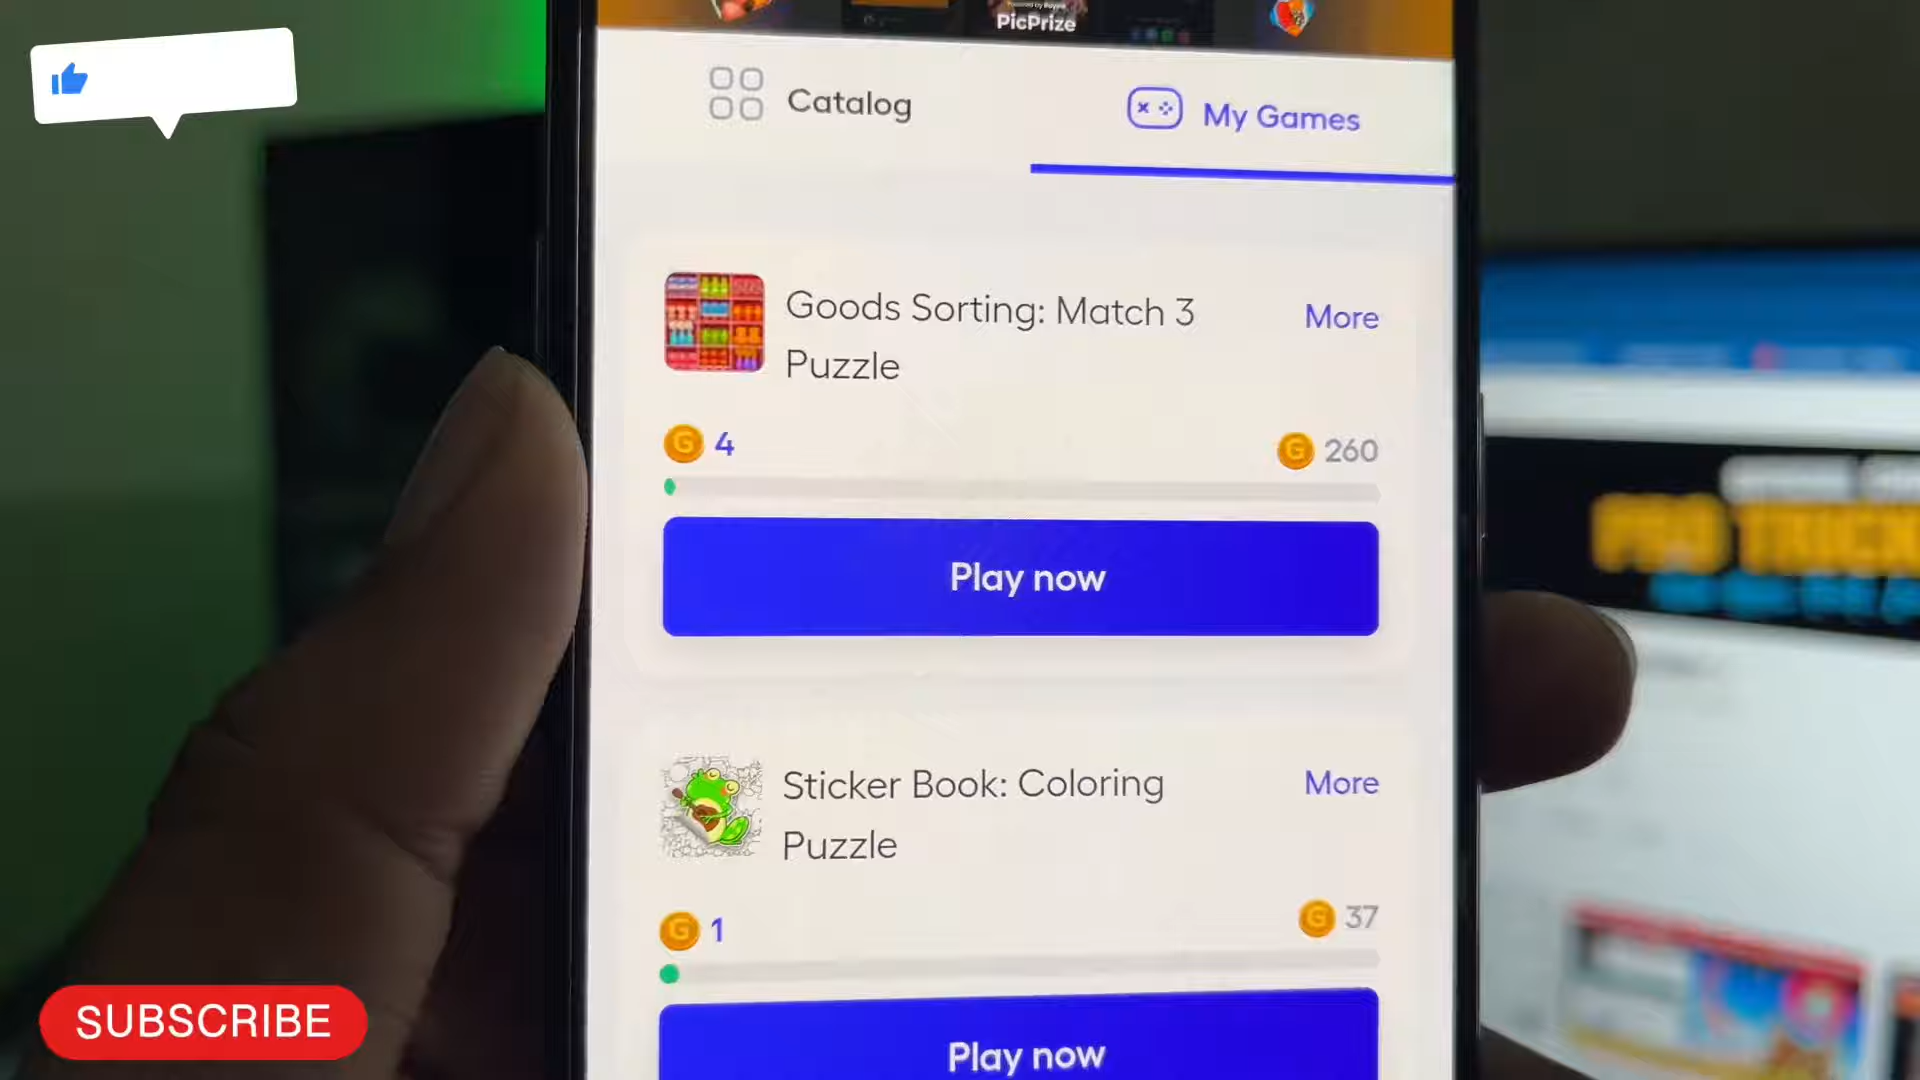 PicPrize
Catalog
My Games
Goods Sorting: Match 3
Puzzle
More
4
260
Play now
Sticker Book: Coloring
Puzzle
More
1
37
Play now
SUBSCRIBE